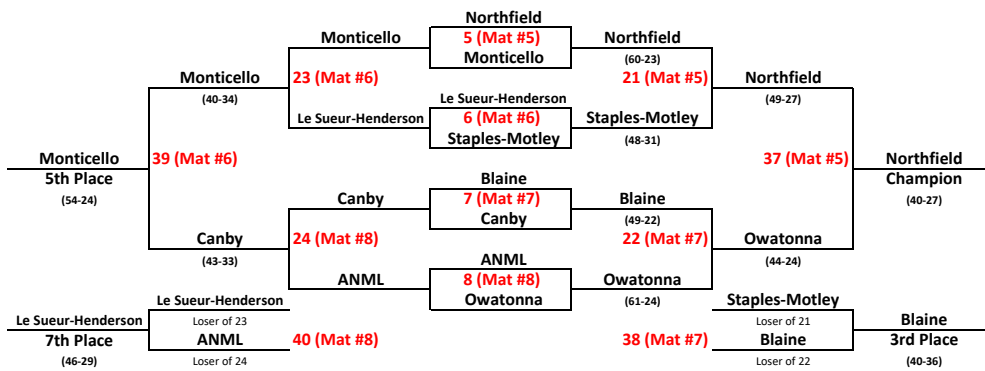 Northfield
Monticello
5 (Mat #5)
Northfield
Monticello
(60-23)
Monticello
23 (Mat #6)
21 (Mat #5)
Northfield
(40-34)
(49-27)
Le Sueur-Henderson
Le Sueur-Henderson
6 (Mat #6)
Staples-Motley
Staples-Motley
(48-31)
Monticello
39 (Mat #6)
37 (Mat #5)
Northfield
5th Place
Champion
(54-24)
(40-27)
Blaine
Canby
7 (Mat #7)
Blaine
Canby
(49-22)
Canby
24 (Mat #8)
22 (Mat #7)
Owatonna
(43-33)
(44-24)
ANML
ANML
8 (Mat #8)
Owatonna
Owatonna
(61-24)
Le Sueur-Henderson
Staples-Motley
Le Sueur-Henderson
Loser of 23
Loser of 21
Blaine
7th Place
ANML
40 (Mat #8)
38 (Mat #7)
Blaine
3rd Place
(46-29)
Loser of 24
Loser of 22
(40-36)